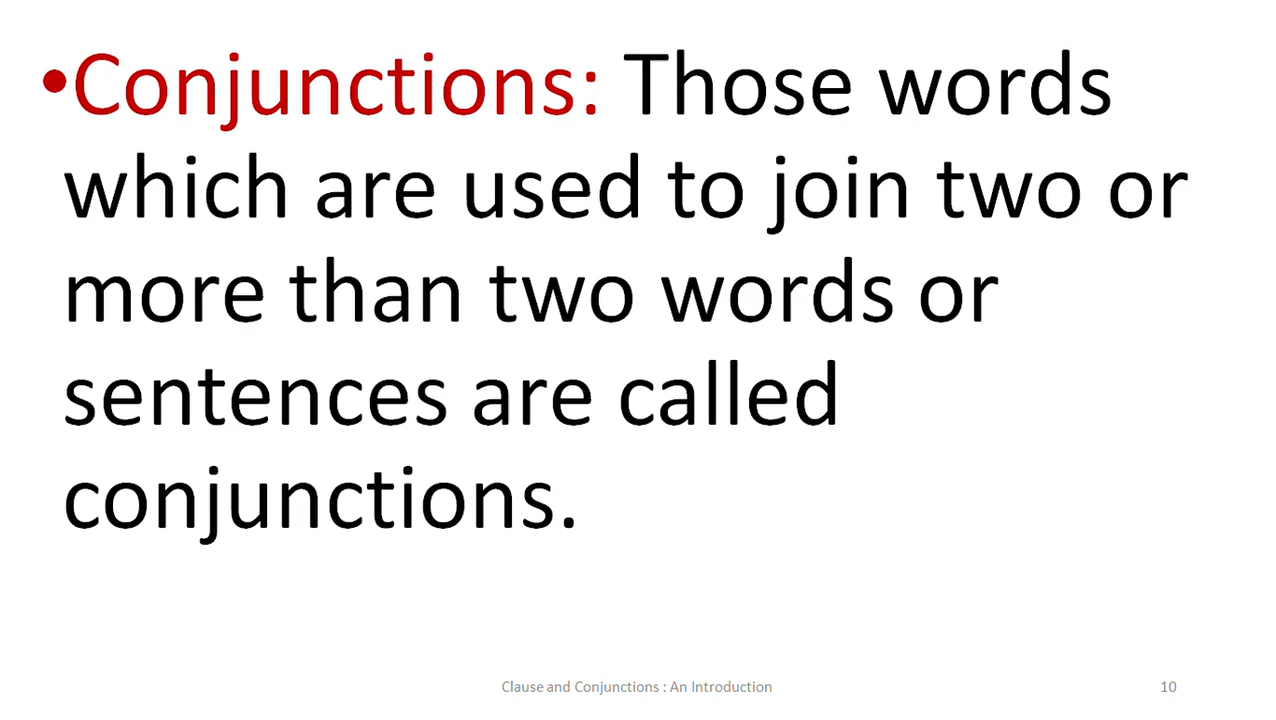 •Conjunctions: Those words
which are used to join two or
more than two words or
sentences are called
conjunctions.
Clause and Conjunctions : An Introduction
10